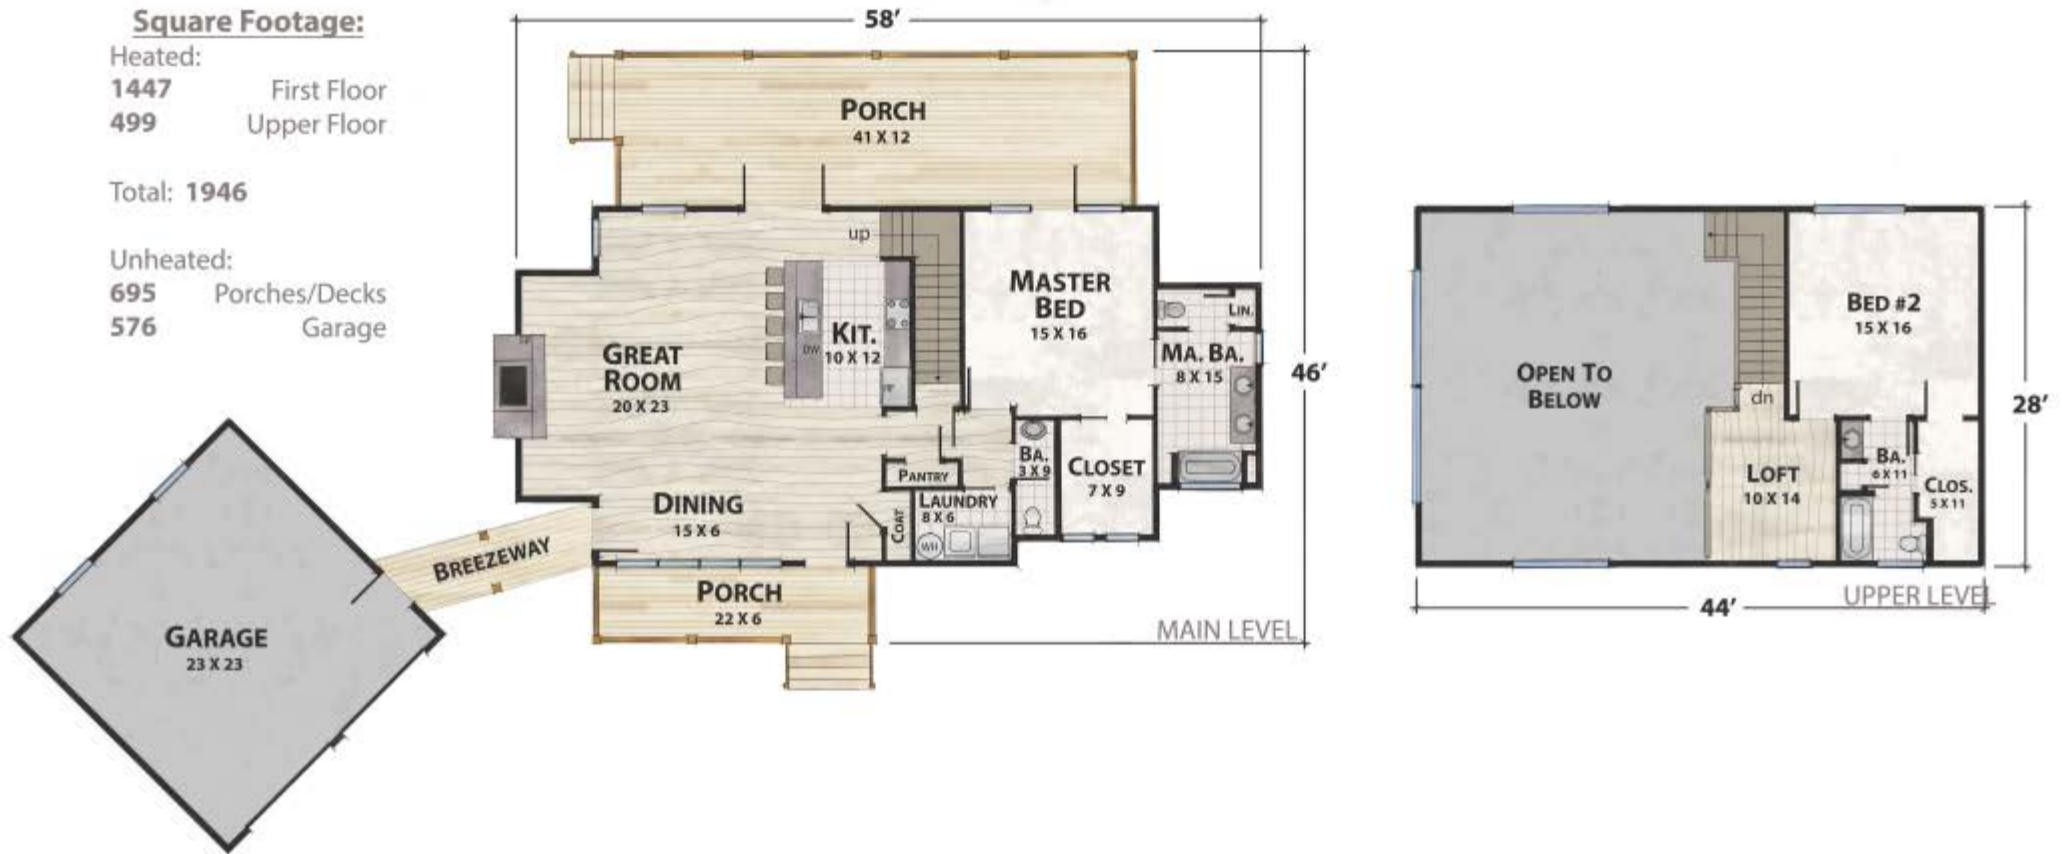 Square Footage:
Heated:
1447 First Floor
499 Upper Floor
Total: 1946
Unheated:
695 Porches/Decks
576 Garage
58'
PORCH
41 X 12
up
MASTER
BED
15 X 16
LIN.
KIT.
10 X 12
DW
GREAT
ROOM
20 X 23
MA. BA.
8 X 15
46'
BA.
3 X 9
CLOSET
7 X 9
PANTRY
LAUNDRY
8 X 6
WH
COAT
DINING
15 X 6
BREEZEWAY
PORCH
22 X 6
GARAGE
23 X 23
MAIN LEVEL
BED #2
15 X 16
OPEN TO
BELOW
dn
28'
LOFT
10 X 14
BA.
6 X 11
CLOS.
5 X 11
44'
UPPER LEVEL